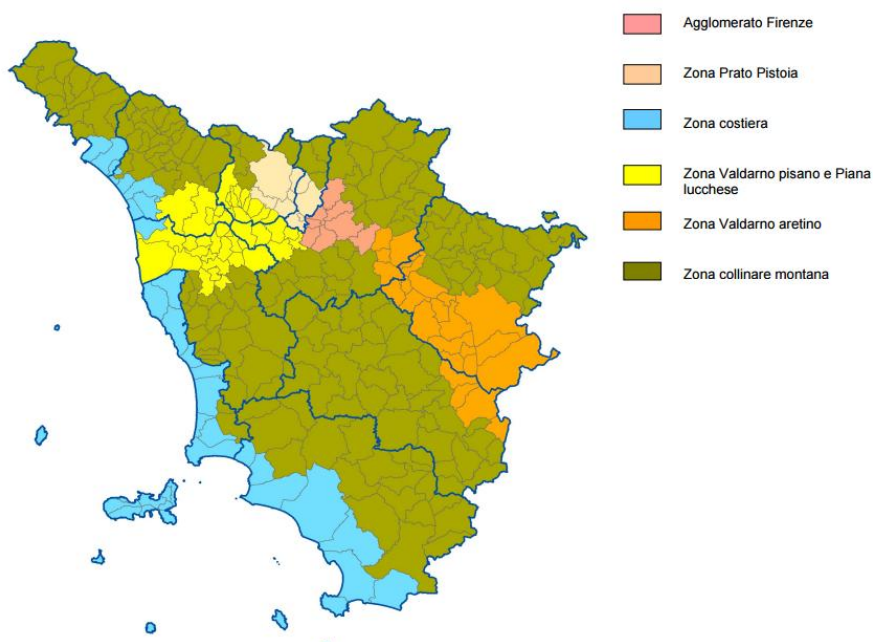 Agglomerato Firenze
Zona Prato Pistoia
Zona costiera
Zona Valdarno pisano e Piana
lucchese
Zona Valdarno aretino
Zona collinare montana